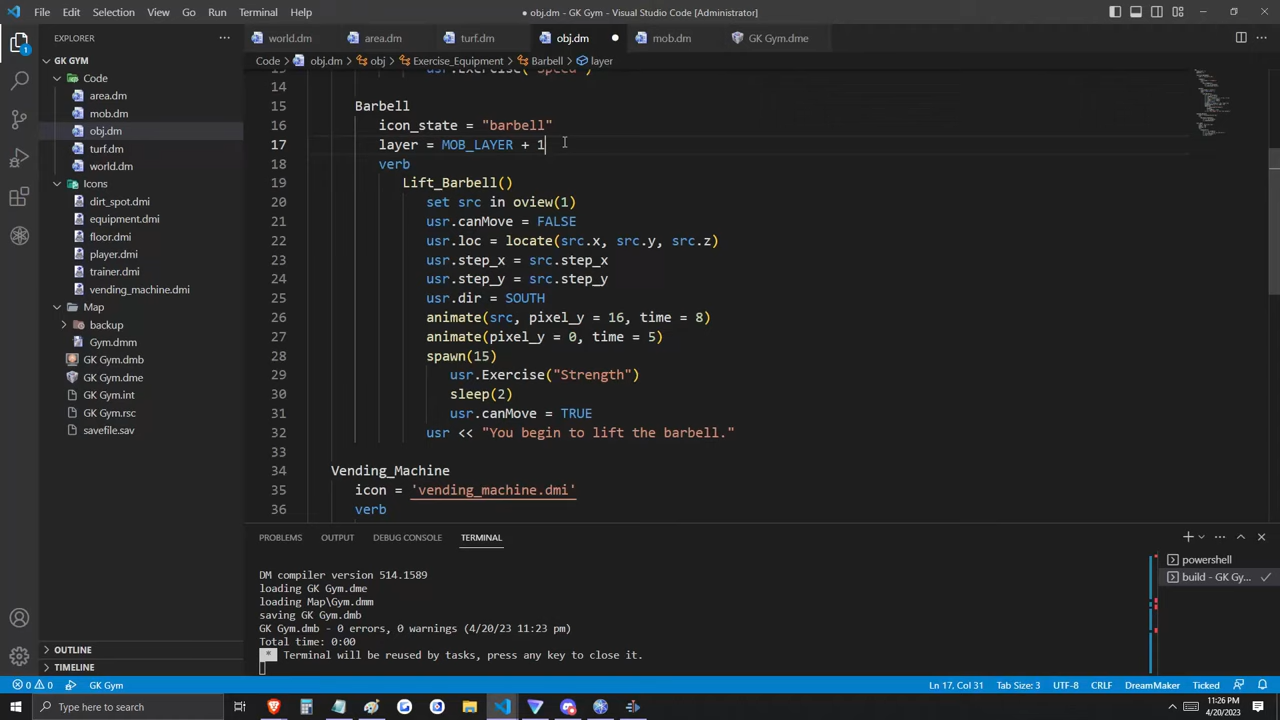 File Edit Selection View Go Run Terminal Help
obj.dm - GK Gym - Visual Studio Code [Administrator]
EXPLORER
world.dm area.dm turf.dm obj.dm mob.dm GK Gym.dme
GK GYM
Code
area.dm
mob.dm
obj.dm
turf.dm
world.dm
Icons
dirt_spot.dmi
equipment.dmi
floor.dmi
player.dmi
trainer.dmi
vending_machine.dmi
Map
backup
Gym.dmm
GK Gym.dmb
GK Gym.dme
GK Gym.int
GK Gym.rsc
savefile.sav
OUTLINE
TIMELINE
Code > obj.dm > obj > Exercise_Equipment > Barbell > layer
13 usr.Exercise("Speed")
14
15 Barbell
16 icon_state = "barbell"
17 layer = MOB_LAYER + 1
18 verb
19 Lift_Barbell()
20 set src in oview(1)
21 usr.canMove = FALSE
22 usr.loc = locate(src.x, src.y, src.z)
23 usr.step_x = src.step_x
24 usr.step_y = src.step_y
25 usr.dir = SOUTH
26 animate(src, pixel_y = 16, time = 8)
27 animate(pixel_y = 0, time = 5)
28 spawn(15)
29 usr.Exercise("Strength")
30 sleep(2)
31 usr.canMove = TRUE
32 usr << "You begin to lift the barbell."
33
34 Vending_Machine
35 icon = 'vending_machine.dmi'
36 verb
PROBLEMS OUTPUT DEBUG CONSOLE TERMINAL
DM compiler version 514.1589
loading GK Gym.dme
loading Map\Gym.dmm
saving GK Gym.dmb
GK Gym.dmb - 0 errors, 0 warnings (4/20/23 11:23 pm)
Total time: 0:00
* Terminal will be reused by tasks, press any key to close it.
powershell
build - GK Gy...
0 0 GK Gym
Ln 17, Col 31 Tab Size: 3 UTF-8 CRLF DreamMaker Ticked
Type here to search
11:26 PM
4/20/2023